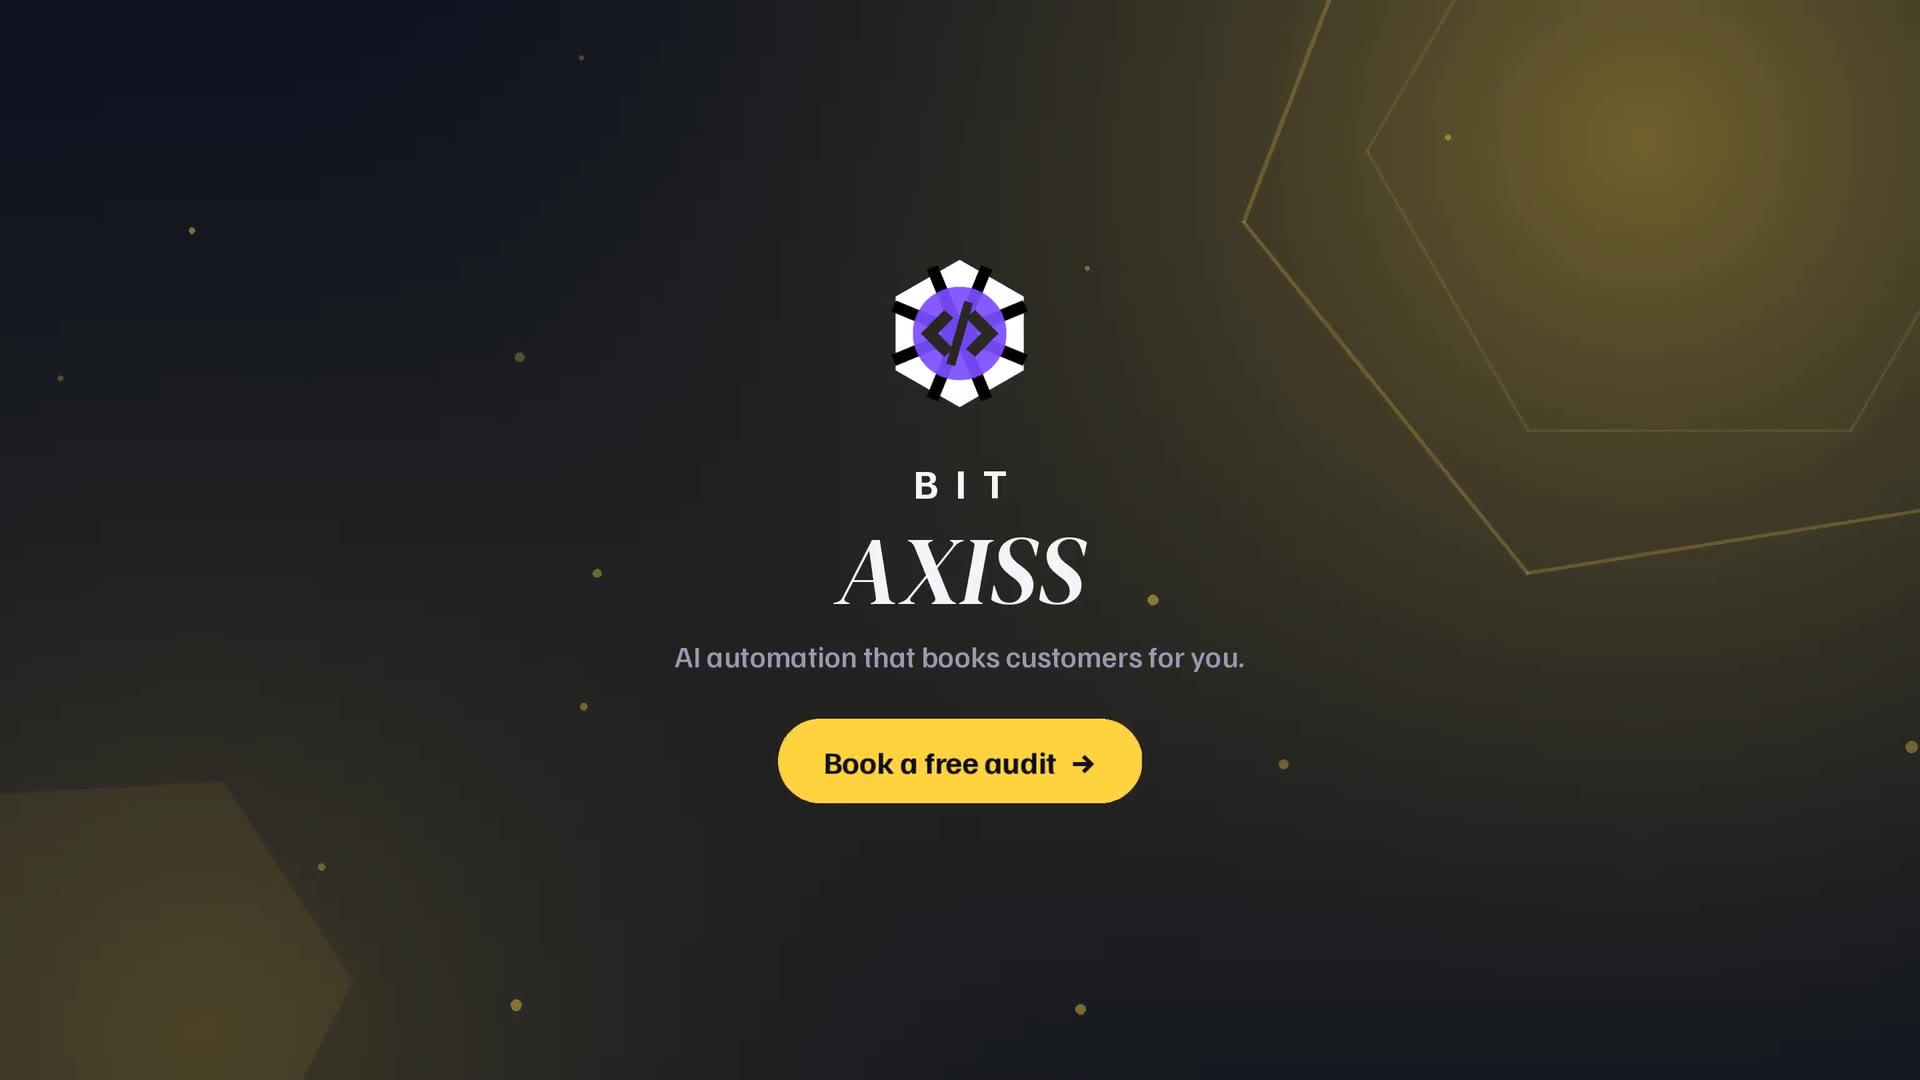 BIT
AXISS
AI automation that books customers for you.
Book a free audit →